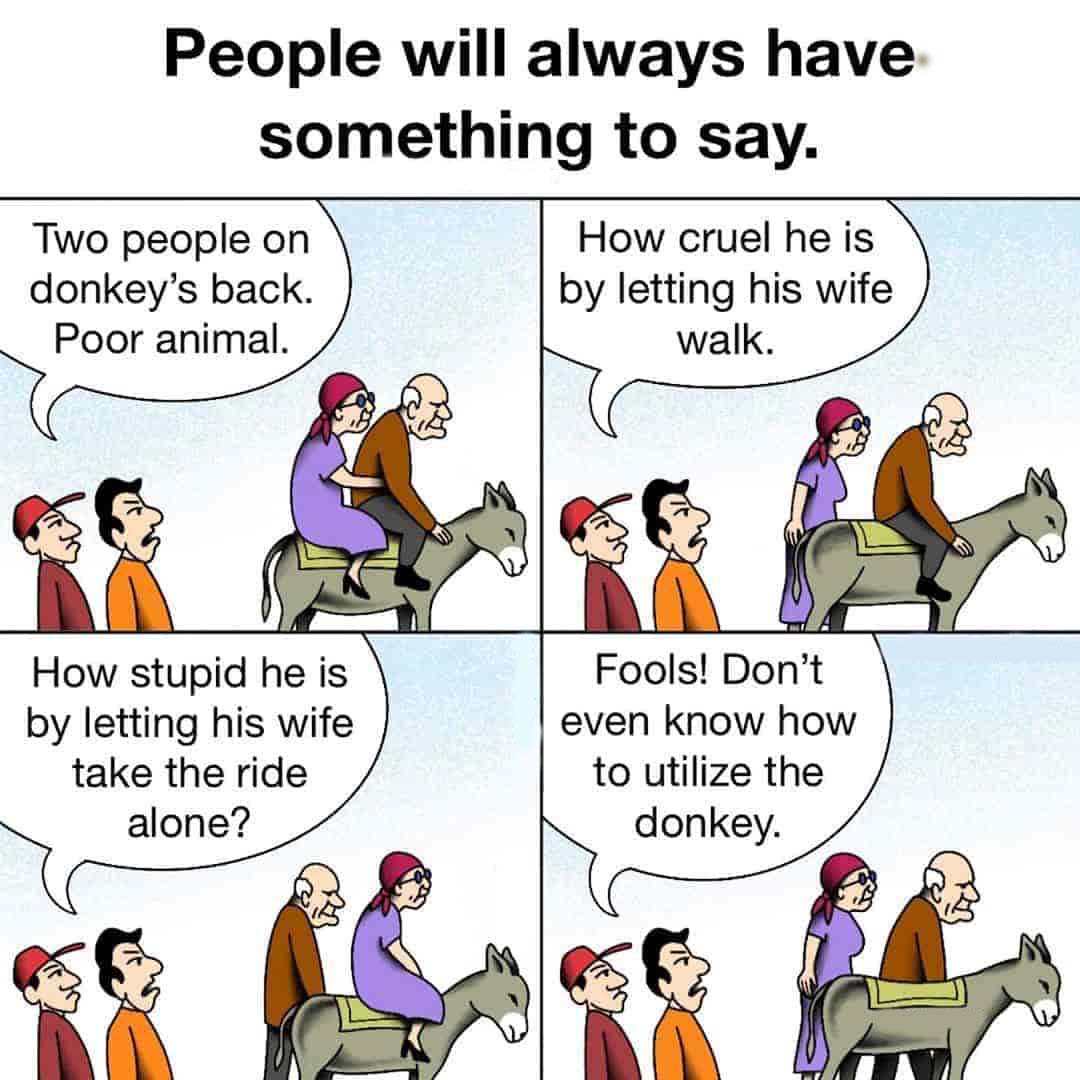 People will always have
something to say.
Two people on
donkey's back.
Poor animal.
How cruel he is
by letting his wife
walk.
How stupid he is
by letting his wife
take the ride
alone?
Fools! Don't
even know how
to utilize the
donkey.